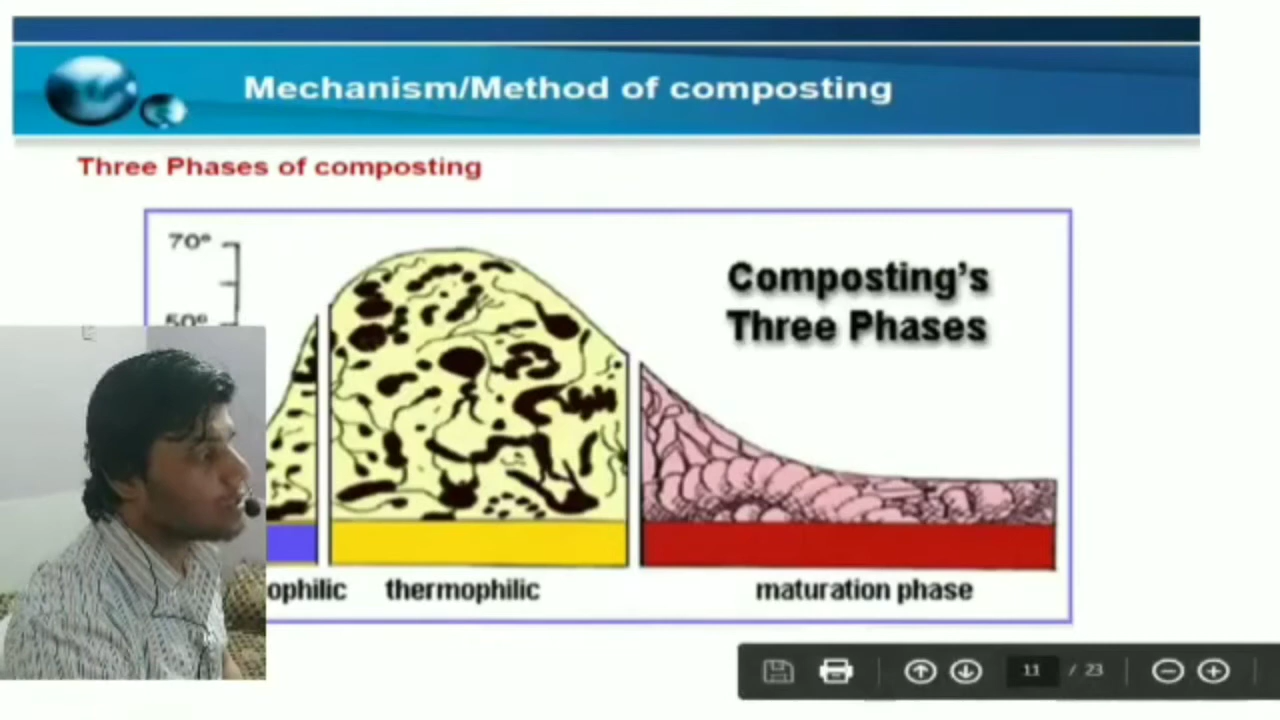 Mechanism/Method of composting
Three Phases of composting
70°
50°
Composting's
Three Phases
ophilic
thermophilic
maturation phase
11 / 23